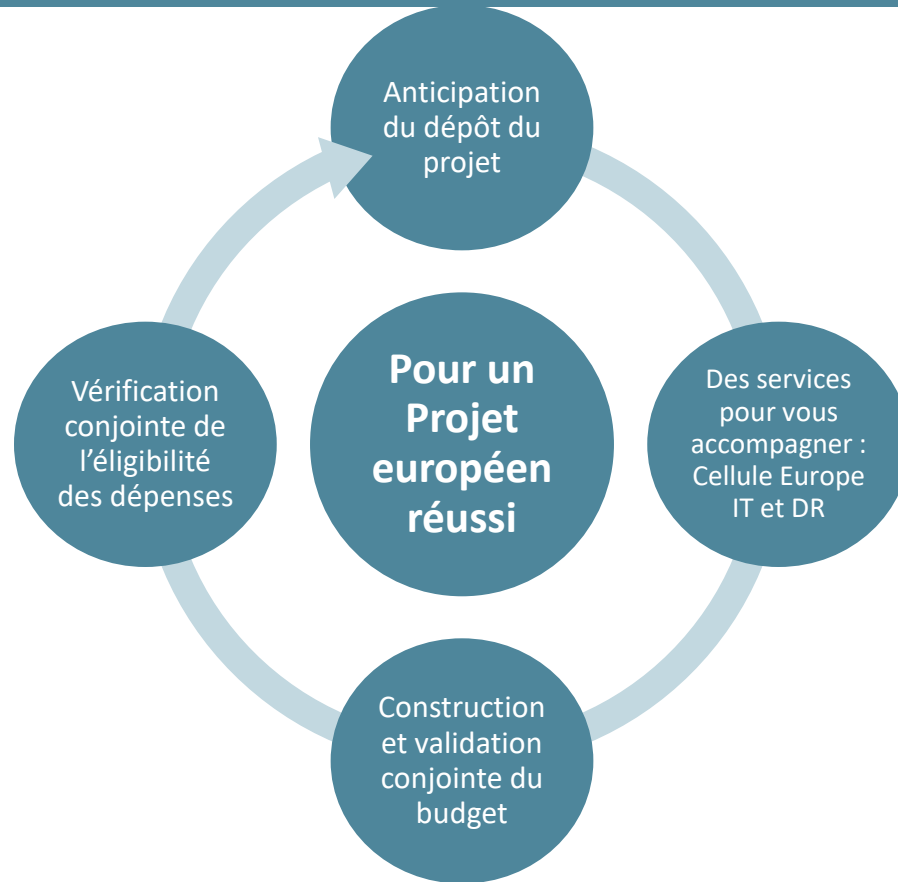 Anticipation
du dépôt du
projet
Des services
pour vous
accompagner :
Cellule Europe
IT et DR
Construction
et validation
conjointe du
budget
Vérification
conjointe de
l’éligibilité
des dépenses
Pour un
Projet
européen
réussi